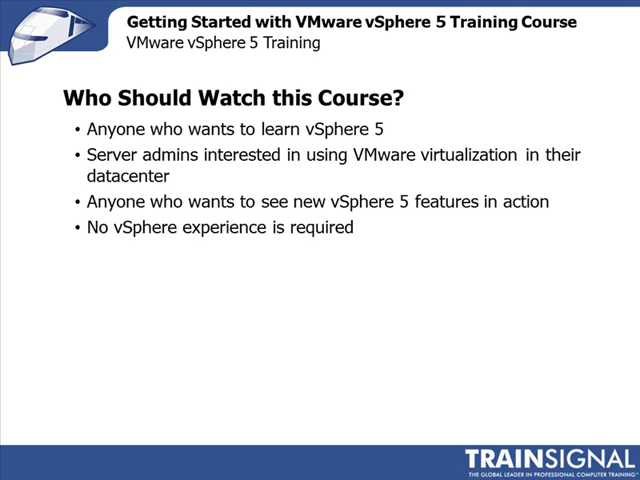 Getting Started with VMware vSphere 5 Training Course
VMware vSphere 5 Training
Who Should Watch this Course?
• Anyone who wants to learn vSphere 5
• Server admins interested in using VMware virtualization in their
datacenter
• Anyone who wants to see new vSphere 5 features in action
• No vSphere experience is required
TRAINSIGNAL
THE GLOBAL LEADER IN PROFESSIONAL COMPUTER TRAINING™